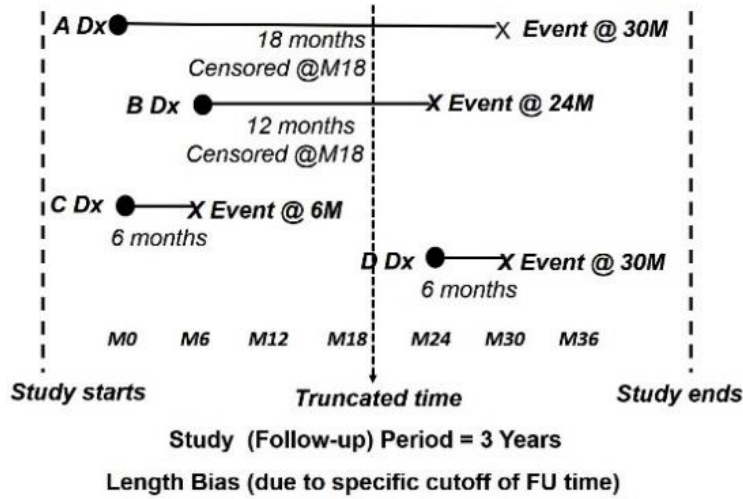 A Dx X Event @ 30M
18 months
Censored @M18
B Dx X Event @ 24M
12 months
Censored @M18
C Dx X Event @ 6M
6 months
D Dx X Event @ 30M
6 months
M0 M6 M12 M18 M24 M30 M36
Study starts Truncated time Study ends
Study (Follow-up) Period = 3 Years
Length Bias (due to specific cutoff of FU time)